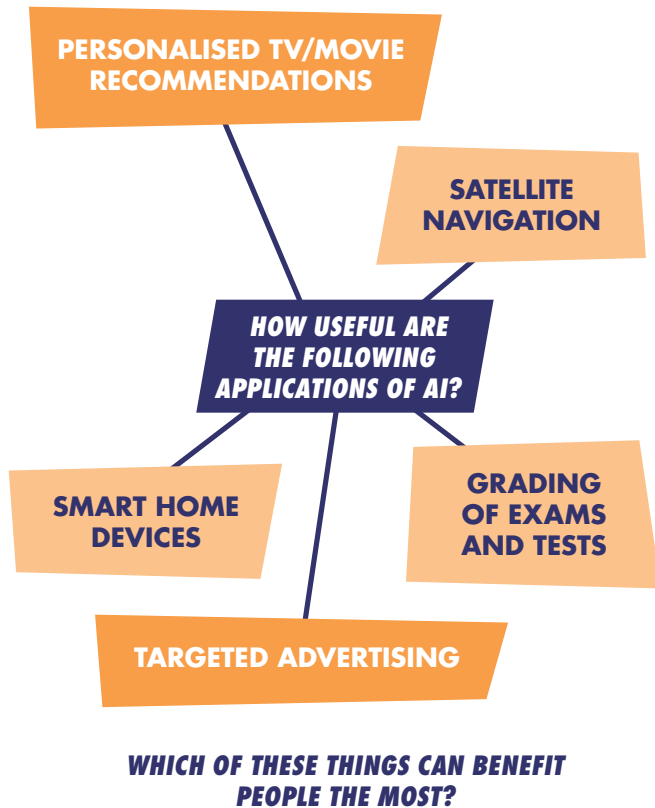 PERSONALISED TV/MOVIE
RECOMMENDATIONS
SATELLITE
NAVIGATION
HOW USEFUL ARE
THE FOLLOWING
APPLICATIONS OF AI?
SMART HOME
DEVICES
GRADING
OF EXAMS
AND TESTS
TARGETED ADVERTISING
WHICH OF THESE THINGS CAN BENEFIT
PEOPLE THE MOST?